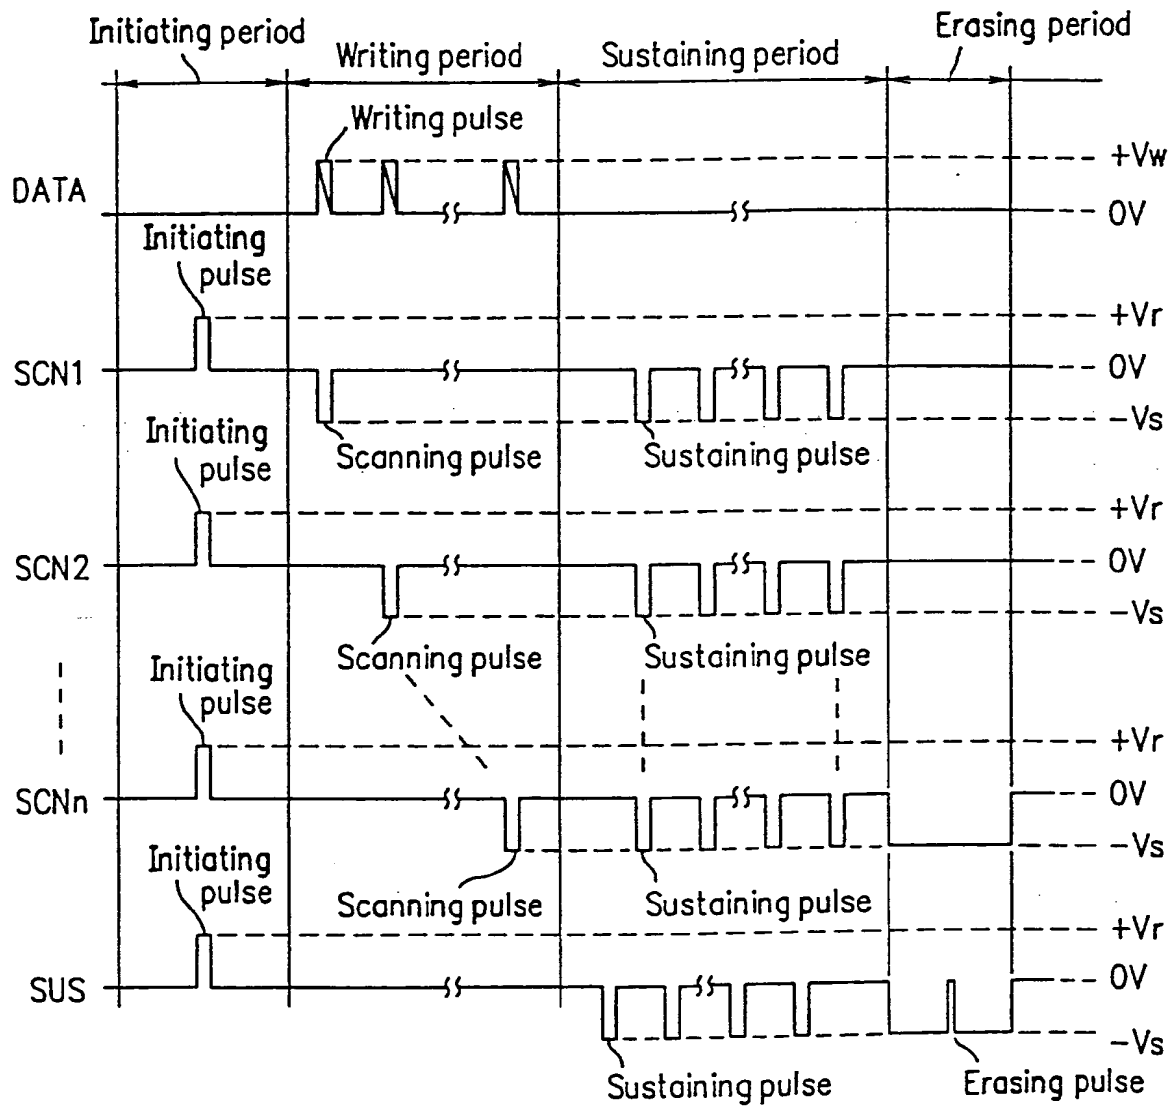 Initiating period
Writing period
Sustaining period
Erasing period
Writing pulse
+Vw
DATA
0V
Initiating
pulse
+Vr
SCN1
0V
-Vs
Initiating
pulse
Scanning pulse
Sustaining pulse
+Vr
SCN2
0V
-Vs
Initiating
pulse
Scanning pulse
Sustaining pulse
+Vr
SCNn
0V
-Vs
Initiating
pulse
Scanning pulse
Sustaining pulse
+Vr
SUS
0V
-Vs
Sustaining pulse
Erasing pulse